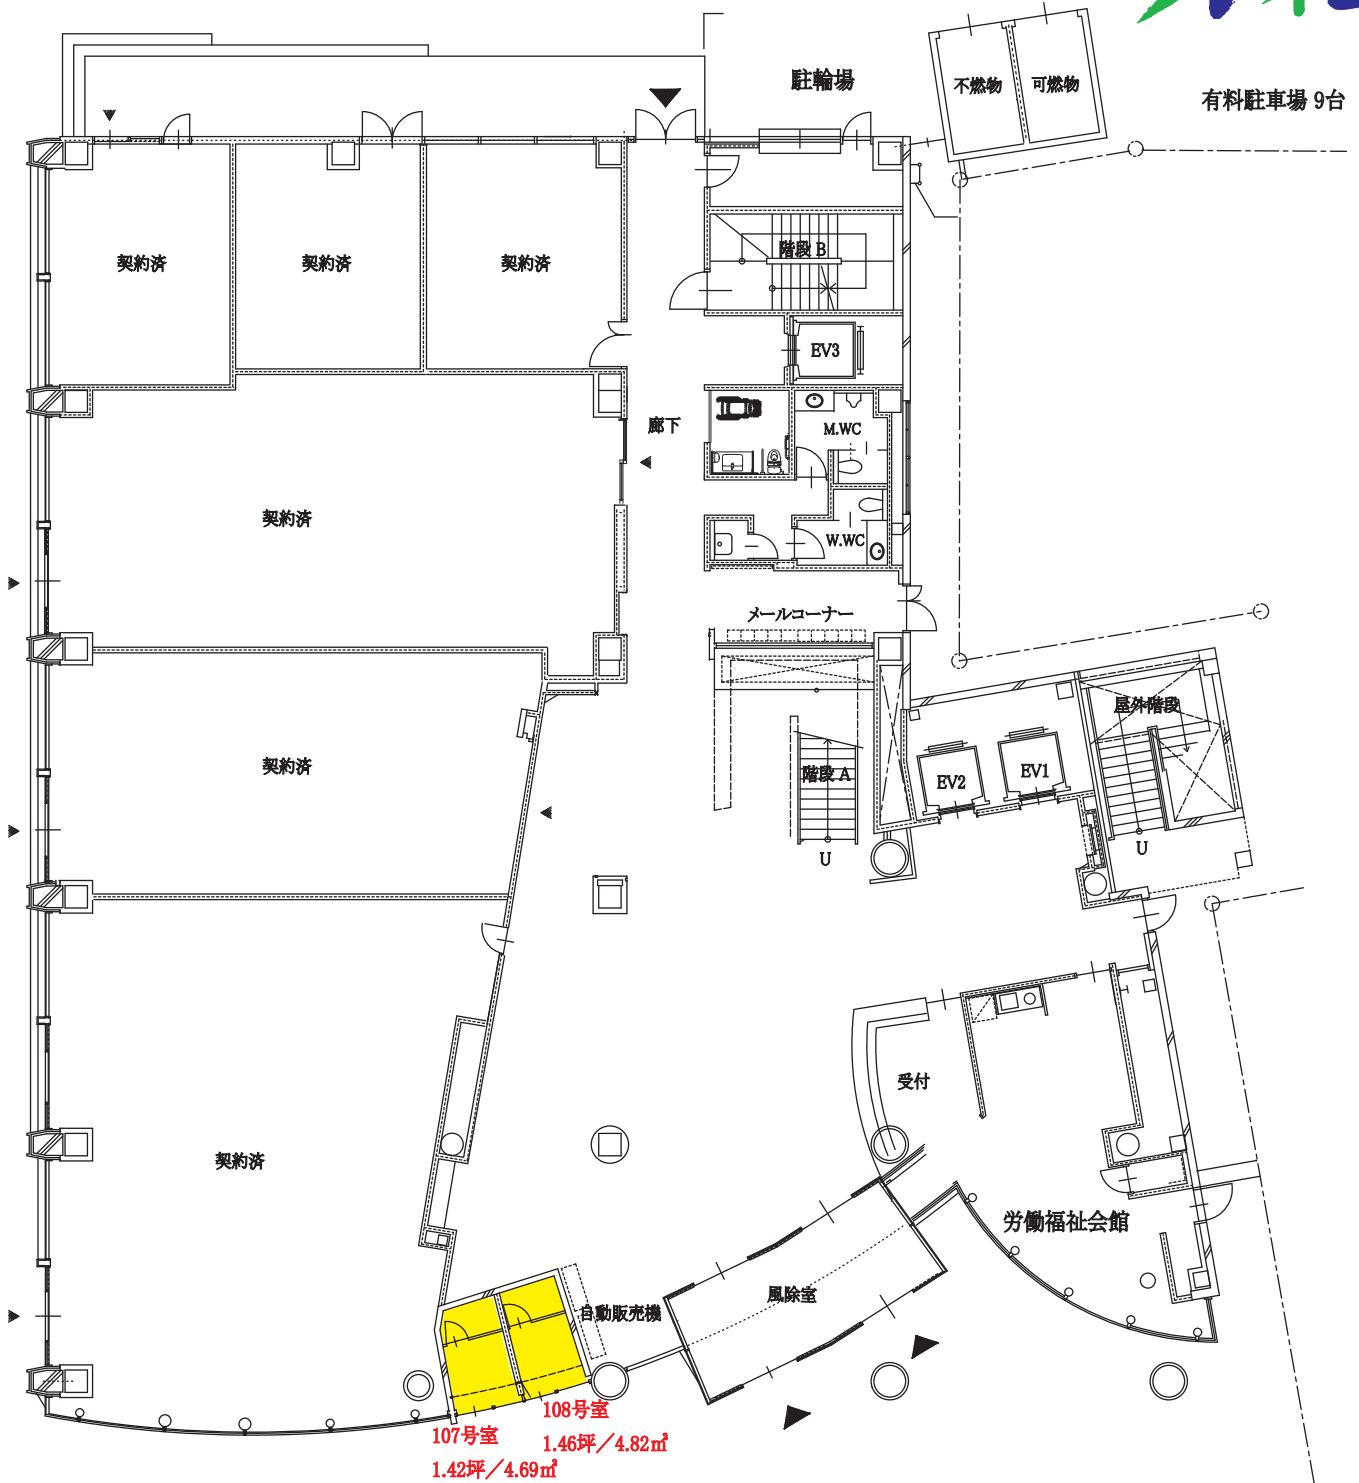 駐輪場
不燃物
可燃物
有料駐車場 9台
契約済
契約済
契約済
階段 B
EV3
廊下
M.WC
契約済
W.WC
メールコーナー
屋外階段
契約済
階段 A
EV2
EV1
U
U
受付
契約済
労働福祉会館
風除室
自動販売機
108号室
1.46坪／4.82㎡
107号室
1.42坪／4.69㎡